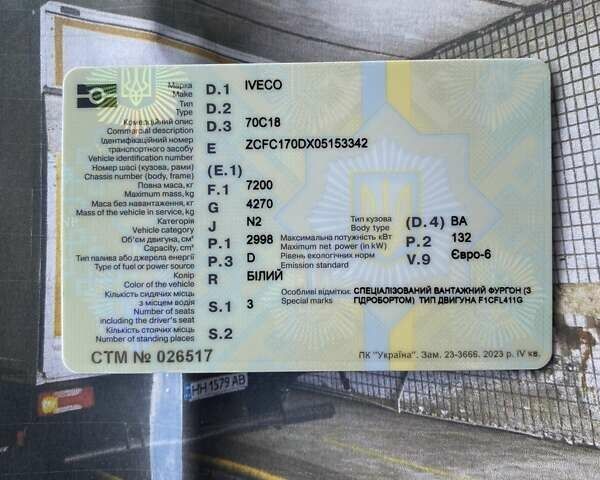 Марка D.1 IVECO
Make
Тип D.2
Type
Комерційний опис D.3 70C18
Commercial description
Ідентифікаційний номер
транспортного засобу E ZCFC170DX05153342
Vehicle identification number
Номер шасі (кузова, рами) (E.1)
Chassis number (body, frame)
Повна маса, кг F.1 7200
Maximum mass, kg
Маса без навантаження, кг G 4270
Mass of the vehicle in service, kg
Категорія J N2 Тип кузова (D.4) ВА
Vehicle category Body type
Об'єм двигуна, см³ P.1 2998 Максимальна потужність кВт P.2 132
Capacity, cm³ Maximum net power (in kW)
Тип палива або джерела енергії P.3 D Рівень екологічних норм V.9 Євро-6
Type of fuel or power source Emission standard
Колір R БІЛИЙ
Color of the vehicle
Кількість сидячих місць Особливі відмітки: СПЕЦІАЛІЗОВАНИЙ ВАНТАЖНИЙ ФУРГОН (З
з місцем водія S.1 3 Special marks ГІДРОБОРТОМ) ТИП ДВИГУНА F1CFL411G
Number of seats
including the driver's seat
Кількість стоячих місць S.2
Number of standing places
СТМ № 026517 ПК "Україна". Зам. 23-3666. 2023 р. IV кв.
HH 1579 AB